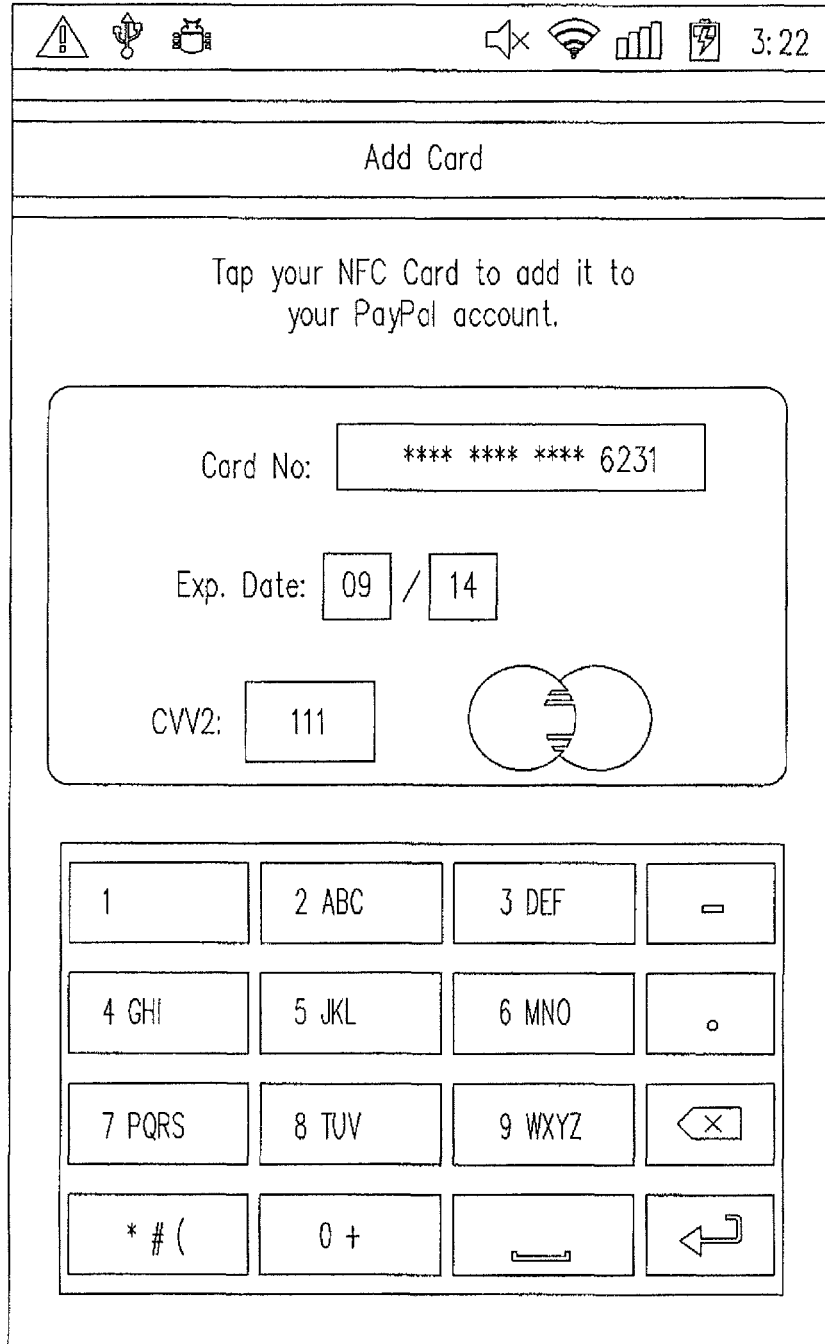 3:22
Add Card
Tap your NFC Card to add it to
your PayPal account.
Card No: **** **** **** 6231
Exp. Date: 09 / 14
CVV2: 111
1 2 ABC 3 DEF -
4 GHI 5 JKL 6 MNO .
7 PQRS 8 TUV 9 WXYZ
* # ( 0 +